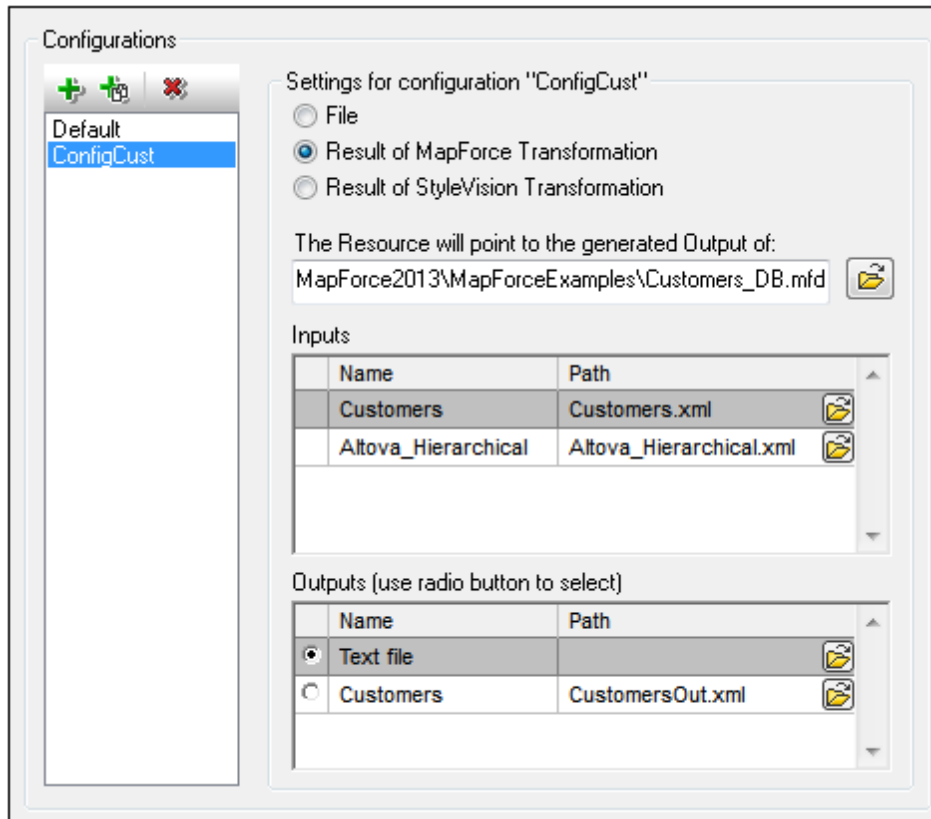 Configurations
Default
ConfigCust
Settings for configuration "ConfigCust"
File
Result of MapForce Transformation
Result of StyleVision Transformation
The Resource will point to the generated Output of:
MapForce2013\MapForceExamples\Customers_DB.mfd
Inputs
Name Path
Customers Customers.xml
Altova_Hierarchical Altova_Hierarchical.xml
Outputs (use radio button to select)
Name Path
Text file
Customers CustomersOut.xml